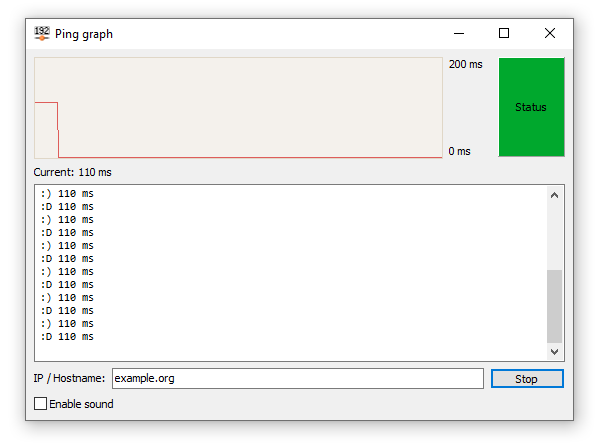 192
Ping graph
200 ms
Status
0 ms
Current: 110 ms
:) 110 ms
:D 110 ms
:) 110 ms
:D 110 ms
:) 110 ms
:D 110 ms
:) 110 ms
:D 110 ms
:) 110 ms
:D 110 ms
:) 110 ms
:D 110 ms
IP / Hostname: example.org Stop
Enable sound